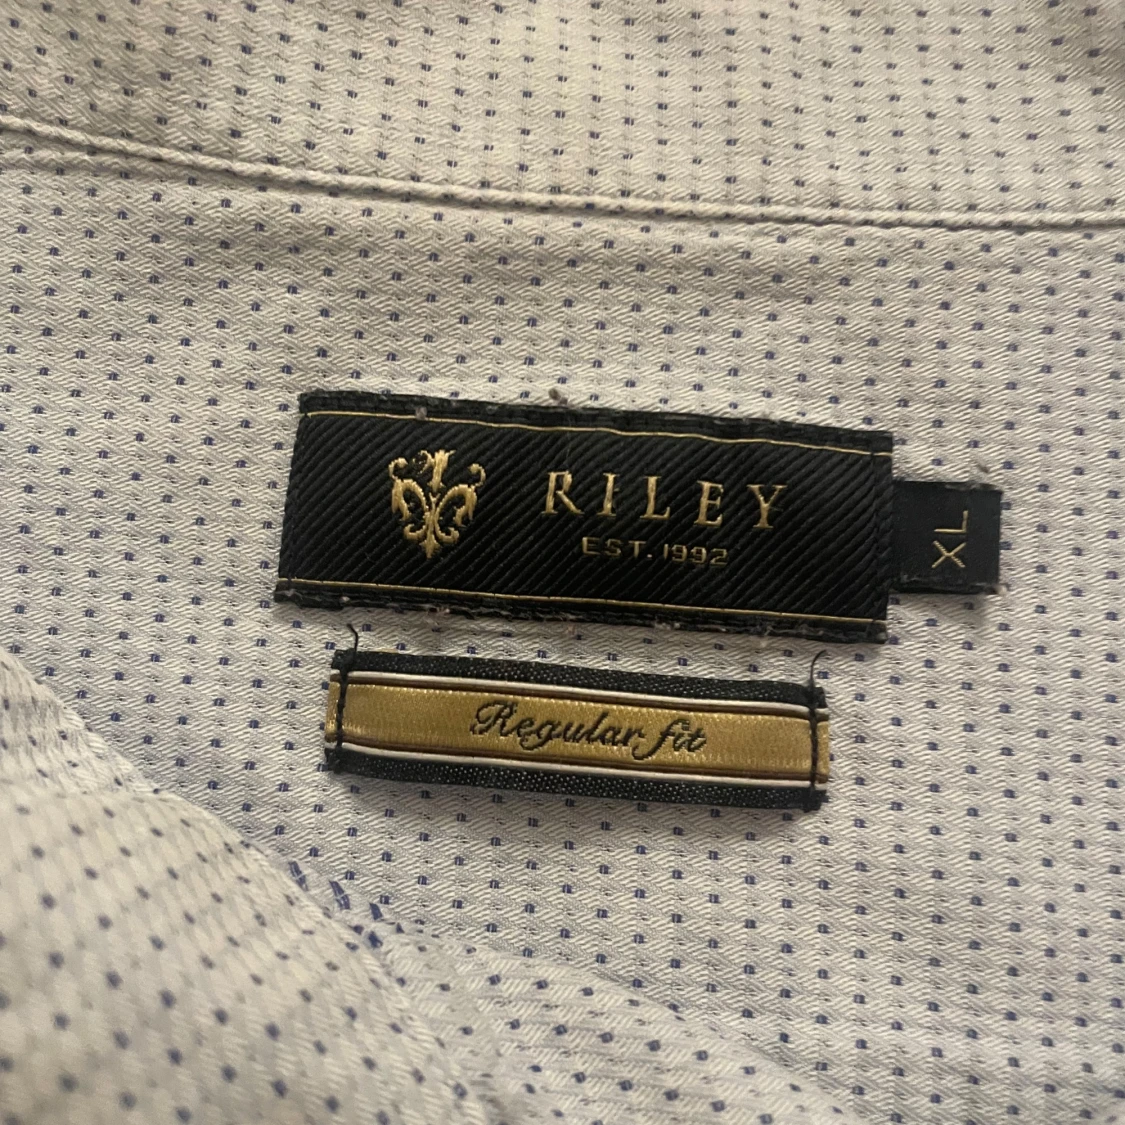 RILEY
EST. 1992
XL
Regular fit